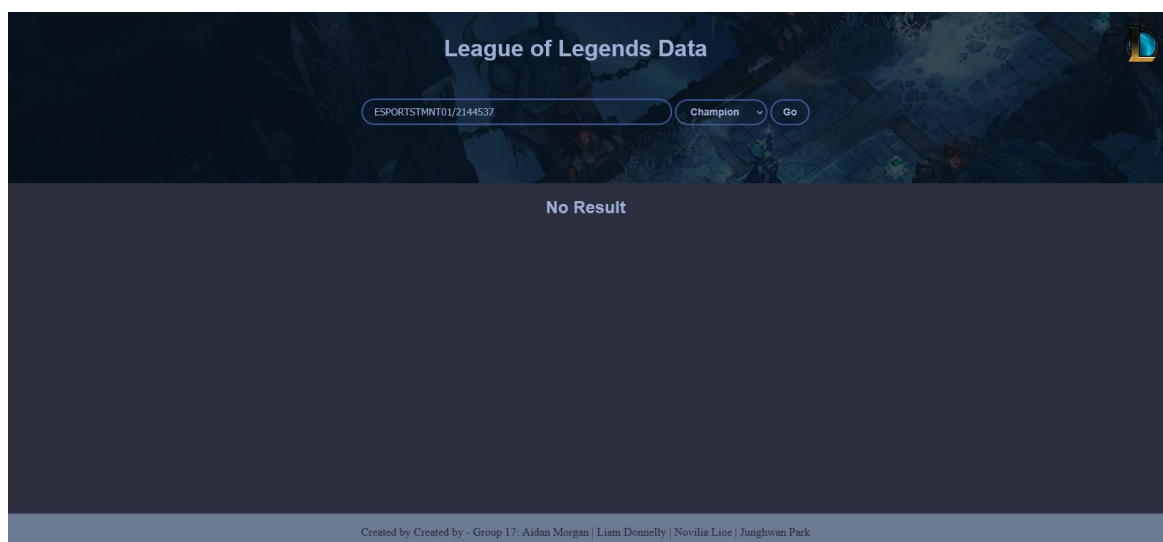 League of Legends Data
ESPORTSTMNT01/2144537 Champion Go
No Result
Created by Created by - Group 17: Aidan Morgan | Liam Donnelly | Novilia Lioe | Junghwan Park